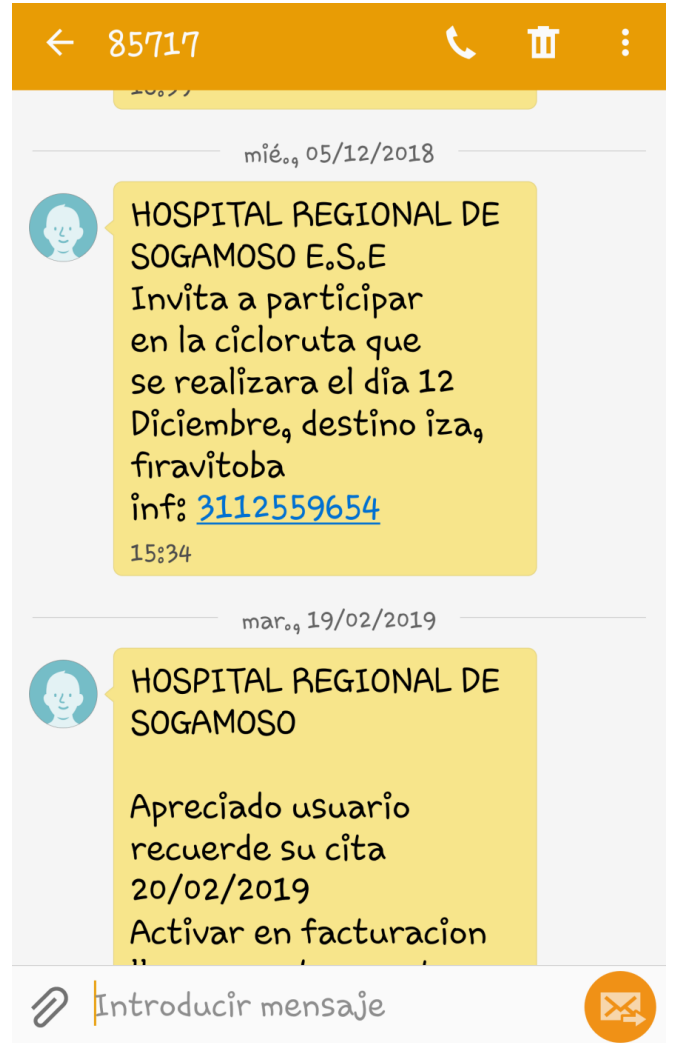 85717
mié., 05/12/2018
HOSPITAL REGIONAL DE
SOGAMOSO E.S.E
Invita a participar
en la cicloruta que
se realizara el dia 12
Diciembre, destino iza,
firavitoba
inf: 3112559654
15:34
mar., 19/02/2019
HOSPITAL REGIONAL DE
SOGAMOSO
Apreciado usuario
recuerde su cita
20/02/2019
Activar en facturacion
Introducir mensaje